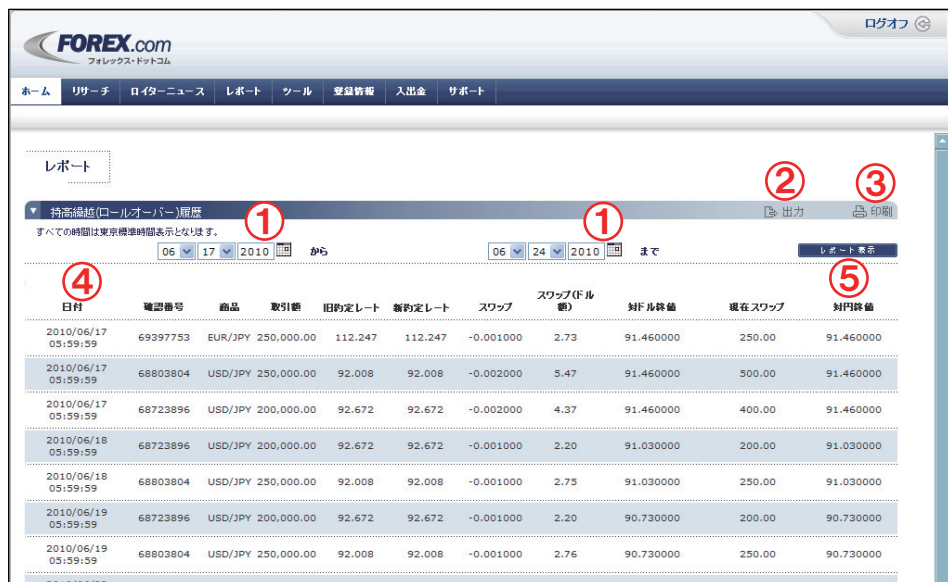 ログオフ
FOREX.com
フォレックス・ドットコム
ホーム リサーチ ロイターニュース レポート ツール 登録情報 入出金 サポート
レポート
② ③
持高繰越(ロールオーバー)履歴 出力 印刷
① ①
すべての時間は東京標準時間表示となります。
06 17 2010 から 06 24 2010 まで レポート表示
④ ⑤
日付 確認番号 商品 取引額 旧約定レート 新約定レート スワップ スワップ(ドル額) 対ドル終値 現在スワップ 対円終値
2010/06/17 05:59:59 69397753 EUR/JPY 250,000.00 112.247 112.247 -0.001000 2.73 91.460000 250.00 91.460000
2010/06/17 05:59:59 68803804 USD/JPY 250,000.00 92.008 92.008 -0.002000 5.47 91.460000 500.00 91.460000
2010/06/17 05:59:59 68723896 USD/JPY 200,000.00 92.672 92.672 -0.002000 4.37 91.460000 400.00 91.460000
2010/06/18 05:59:59 68723896 USD/JPY 200,000.00 92.672 92.672 -0.001000 2.20 91.030000 200.00 91.030000
2010/06/18 05:59:59 68803804 USD/JPY 250,000.00 92.008 92.008 -0.001000 2.75 91.030000 250.00 91.030000
2010/06/19 05:59:59 68723896 USD/JPY 200,000.00 92.672 92.672 -0.001000 2.20 90.730000 200.00 90.730000
2010/06/19 05:59:59 68803804 USD/JPY 250,000.00 92.008 92.008 -0.001000 2.76 90.730000 250.00 90.730000